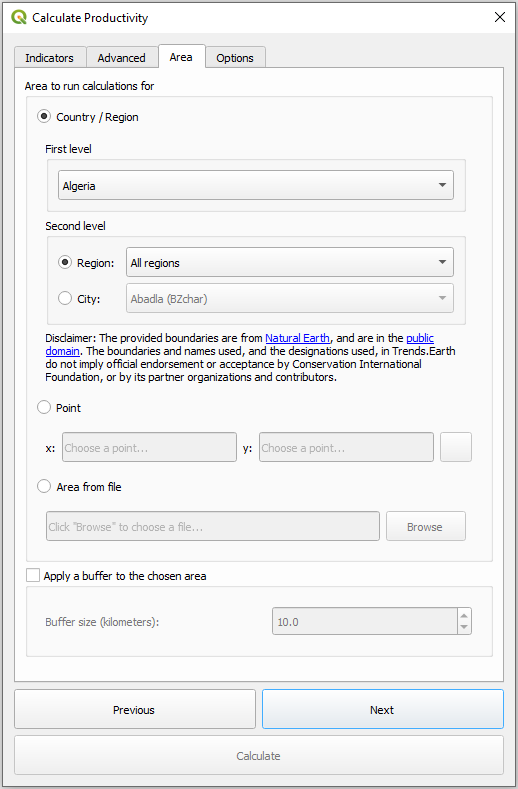 Calculate Productivity
Indicators Advanced Area Options
Area to run calculations for
Country / Region
First level
Algeria
Second level
Region: All regions
City: Abadla (BZchar)
Disclaimer: The provided boundaries are from Natural Earth, and are in the public
domain. The boundaries and names used, and the designations used, in Trends.Earth
do not imply official endorsement or acceptance by Conservation International
Foundation, or by its partner organizations and contributors.
Point
x: Choose a point... y: Choose a point...
Area from file
Click "Browse" to choose a file... Browse
Apply a buffer to the chosen area
Buffer size (kilometers): 10.0
Previous Next
Calculate